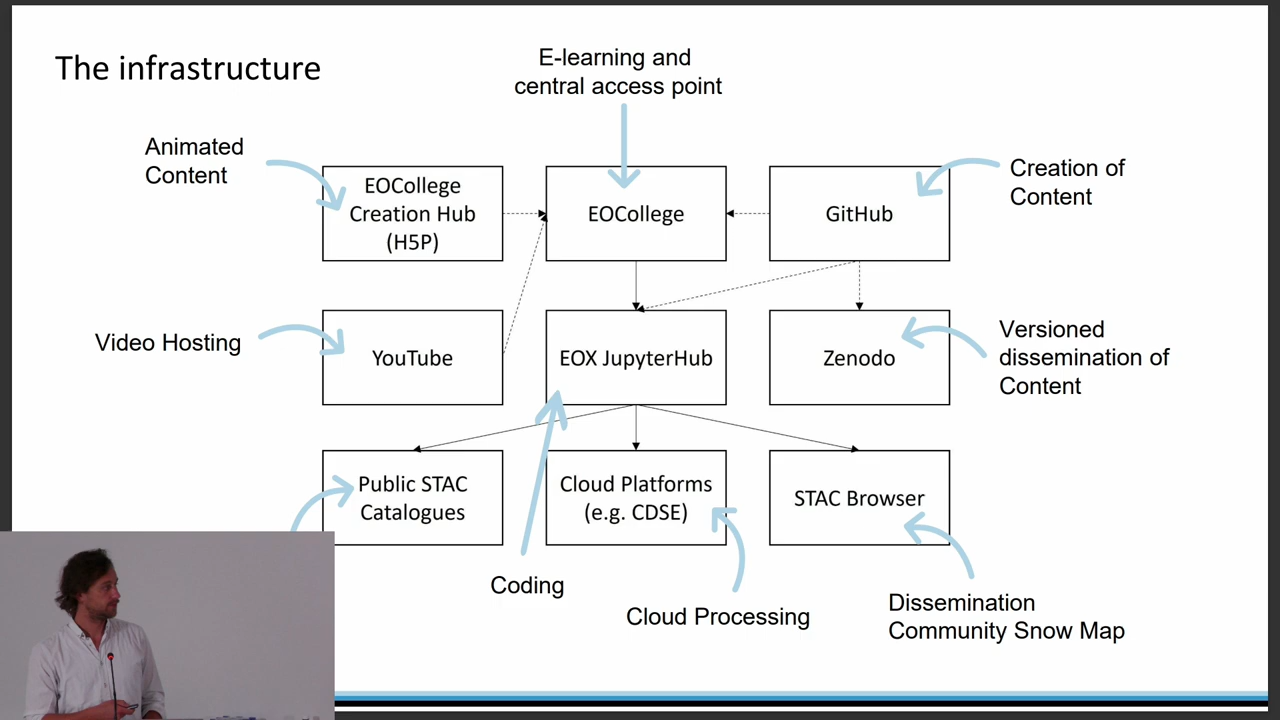 The infrastructure
E-learning and
central access point
Animated
Content
Creation of
Content
EOCollege
Creation Hub
(H5P)
EOCollege
GitHub
Video Hosting
YouTube
EOX JupyterHub
Zenodo
Versioned
dissemination of
Content
Public STAC
Catalogues
Cloud Platforms
(e.g. CDSE)
STAC Browser
Coding
Cloud Processing
Dissemination
Community Snow Map